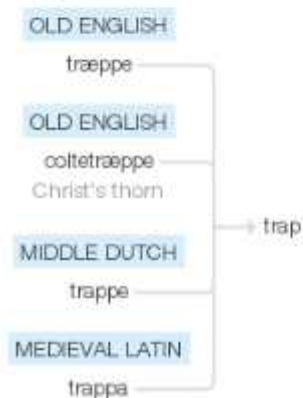 OLD ENGLISH
træppe
OLD ENGLISH
coltetræppe
Christ's thorn
trap
MIDDLE DUTCH
trappe
MEDIEVAL LATIN
trappa